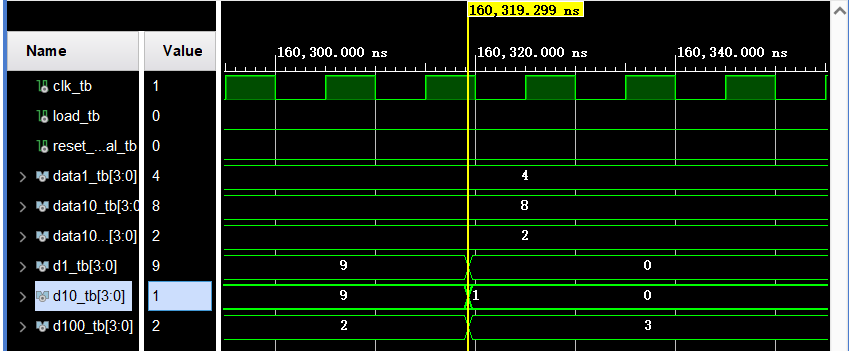 160,319.299 ns
Name Value
160,300.000 ns 160,320.000 ns 160,340.000 ns
clk_tb 1
load_tb 0
reset_...al_tb 0
data1_tb[3:0] 4 4
data10_tb[3:0 8 8
data10...[3:0] 2 2
d1_tb[3:0] 9 9 0
d10_tb[3:0] 1 9 1 0
d100_tb[3:0] 2 2 3